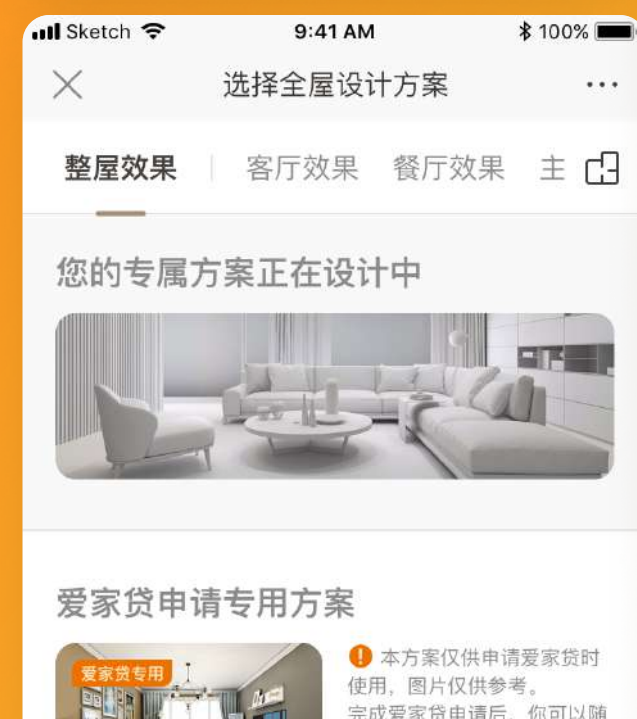 Sketch 9:41 AM 100%
选择全屋设计方案
整屋效果 客厅效果 餐厅效果 主
您的专属方案正在设计中
爱家贷申请专用方案
爱家贷专用
本方案仅供申请爱家贷时
使用，图片仅供参考。
完成爱家贷申请后，你可以随